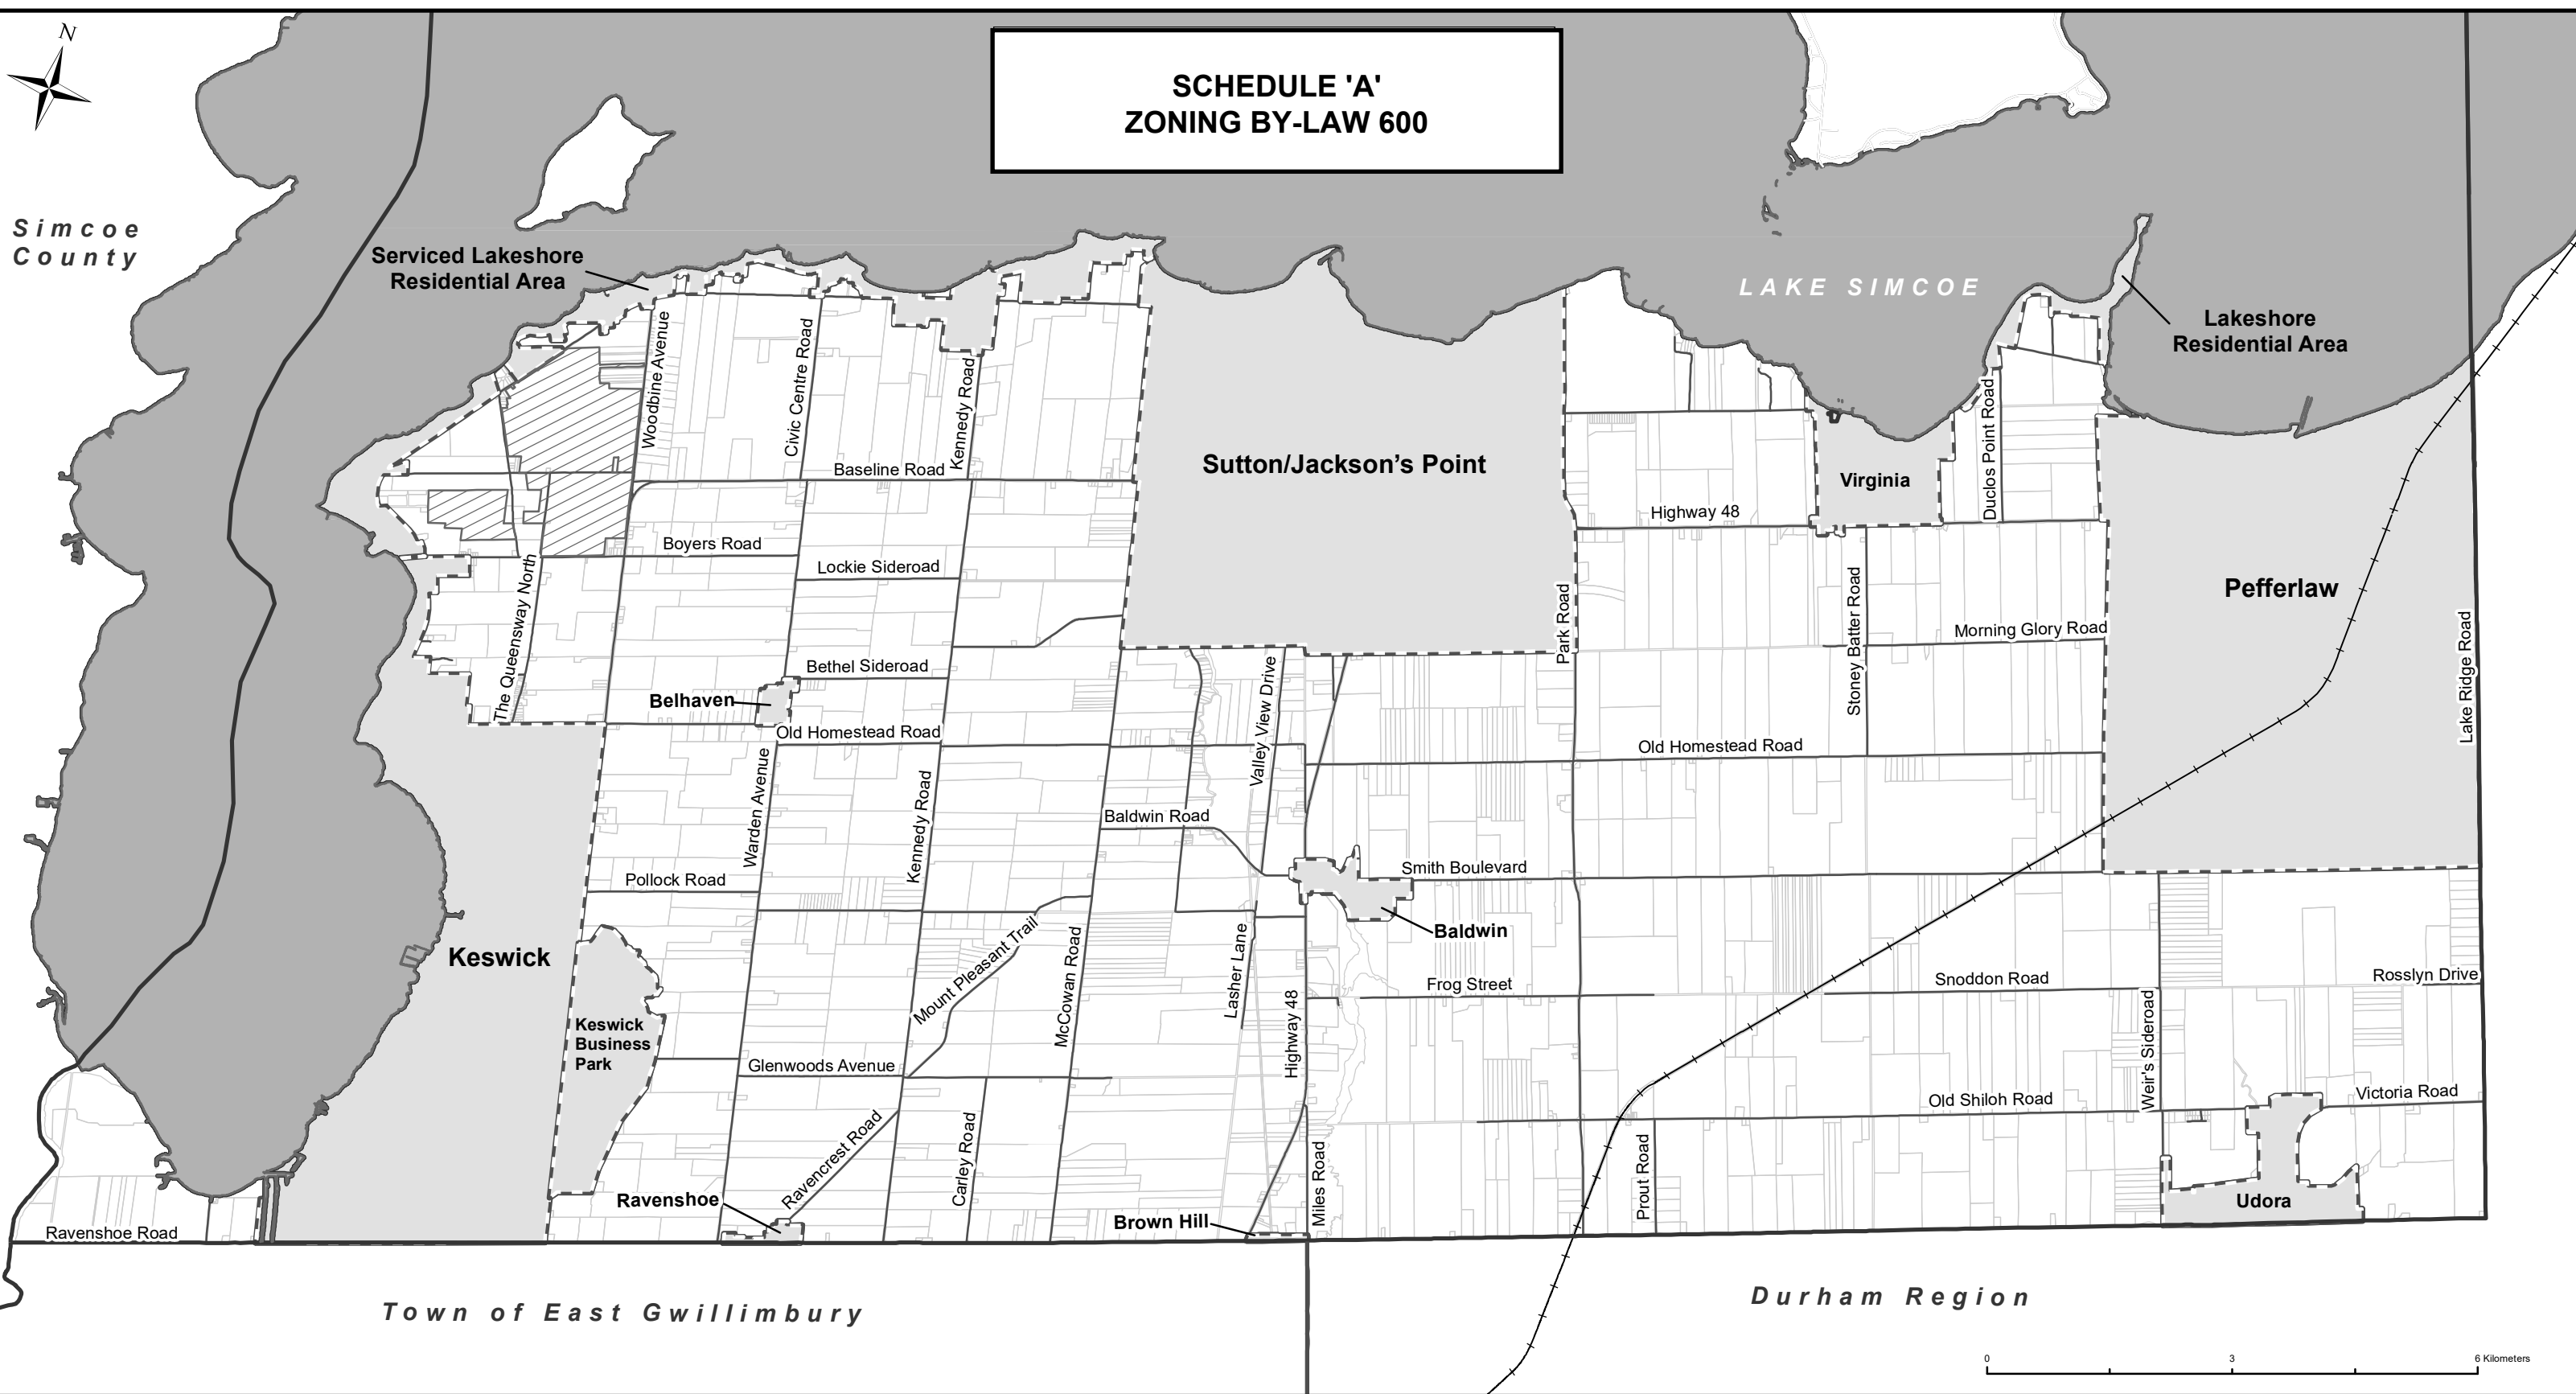 N
SCHEDULE 'A'
ZONING BY-LAW 600
Simcoe
County
Serviced Lakeshore
Residential Area
LAKE SIMCOE
Lakeshore
Residential Area
Woodbine Avenue
Civic Centre Road
Kennedy Road
Baseline Road
Sutton/Jackson's Point
Virginia
Duclos Point Road
Highway 48
Boyers Road
Lockie Sideroad
The Queensway North
Park Road
Stoney Batter Road
Morning Glory Road
Pefferlaw
Lake Ridge Road
Bethel Sideroad
Belhaven
Old Homestead Road
Valley View Drive
Old Homestead Road
Warden Avenue
Kennedy Road
Baldwin Road
Pollock Road
Smith Boulevard
Baldwin
Keswick
Mount Pleasant Trail
McCowan Road
Lasher Lane
Highway 48
Frog Street
Snoddon Road
Rosslyn Drive
Keswick
Business
Park
Glenwoods Avenue
Weir's Sideroad
Old Shiloh Road
Victoria Road
Ravencrest Road
Carley Road
Miles Road
Prout Road
Ravenshoe
Brown Hill
Udora
Ravenshoe Road
Town of East Gwillimbury
Durham Region
0 3 6 Kilometers